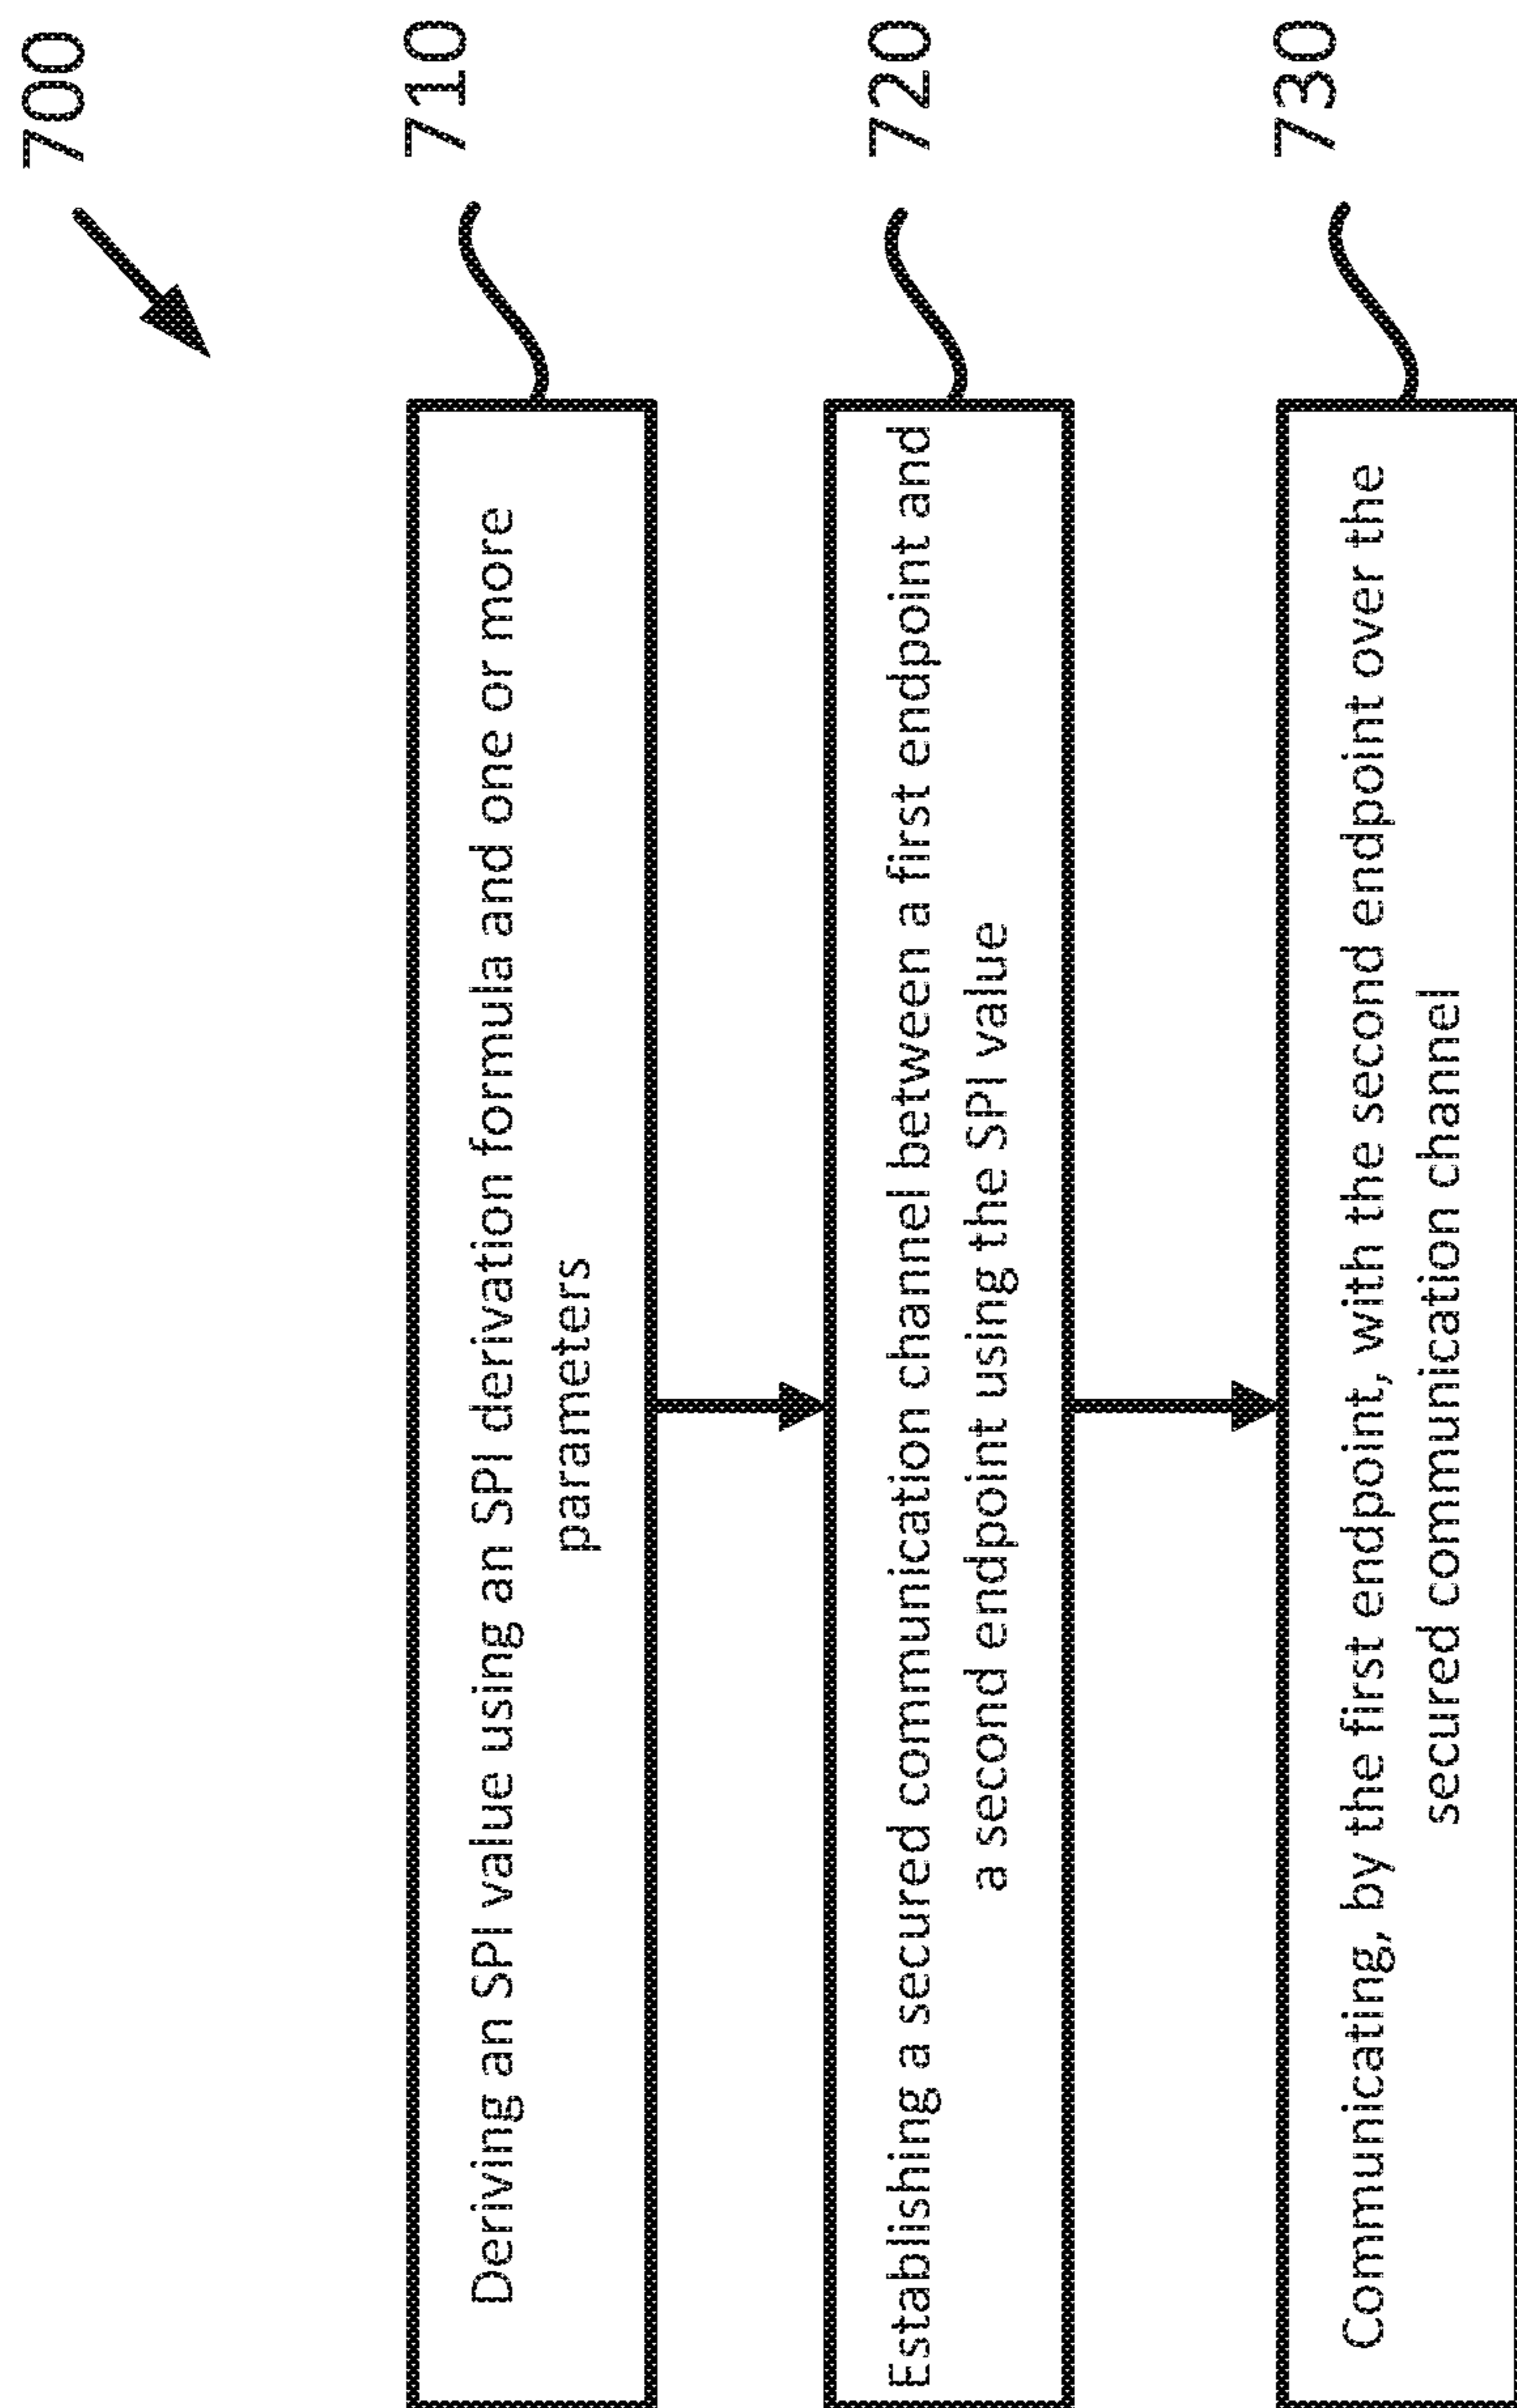 700
710
Deriving an SPI value using an SPI derivation formula and one or more
parameters
720
Establishing a secured communication channel between a first endpoint and
a second endpoint using the SPI value
730
Communicating, by the first endpoint, with the second endpoint over the
secured communication channel